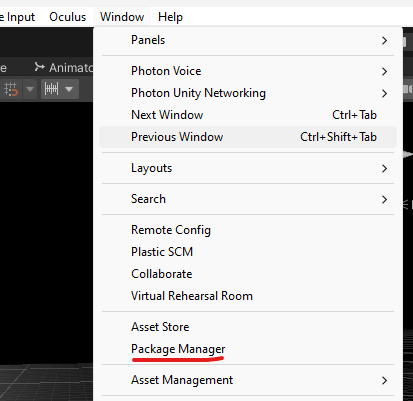 e Input Oculus Window Help
Panels
e Animato
Photon Voice
Photon Unity Networking
Next Window Ctrl+Tab
Previous Window Ctrl+Shift+Tab
Layouts
Search
Remote Config
Plastic SCM
Collaborate
Virtual Rehearsal Room
Asset Store
Package Manager
Asset Management